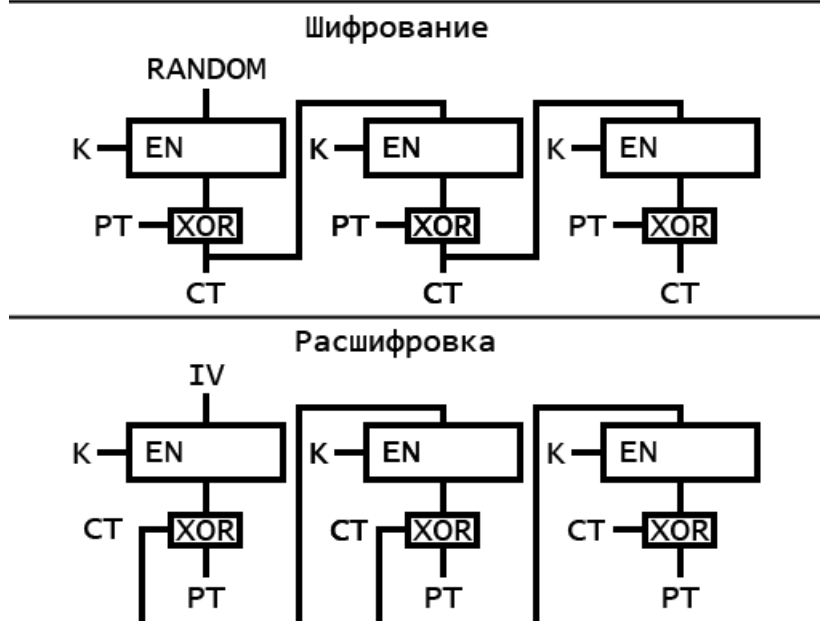 Шифрование
RANDOM
K EN K EN K EN
PT XOR PT XOR PT XOR
CT CT CT
Расшифровка
IV
K EN K EN K EN
CT XOR CT XOR CT XOR
PT PT PT